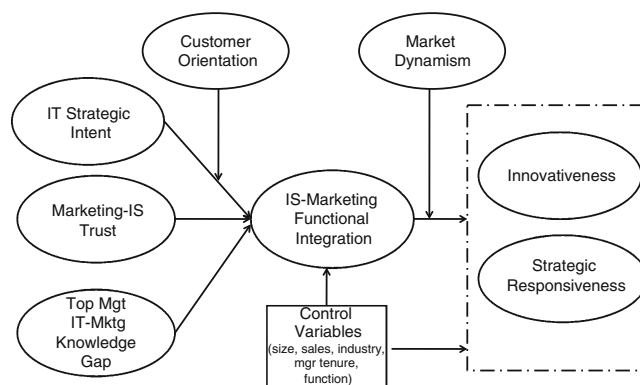 Customer
Orientation
Market
Dynamism
IT Strategic
Intent
Innovativeness
Marketing-IS
Trust
IS-Marketing
Functional
Integration
Strategic
Responsiveness
Top Mgt
IT-Mktg
Knowledge
Gap
Control
Variables
(size, sales, industry,
mgr tenure,
function)